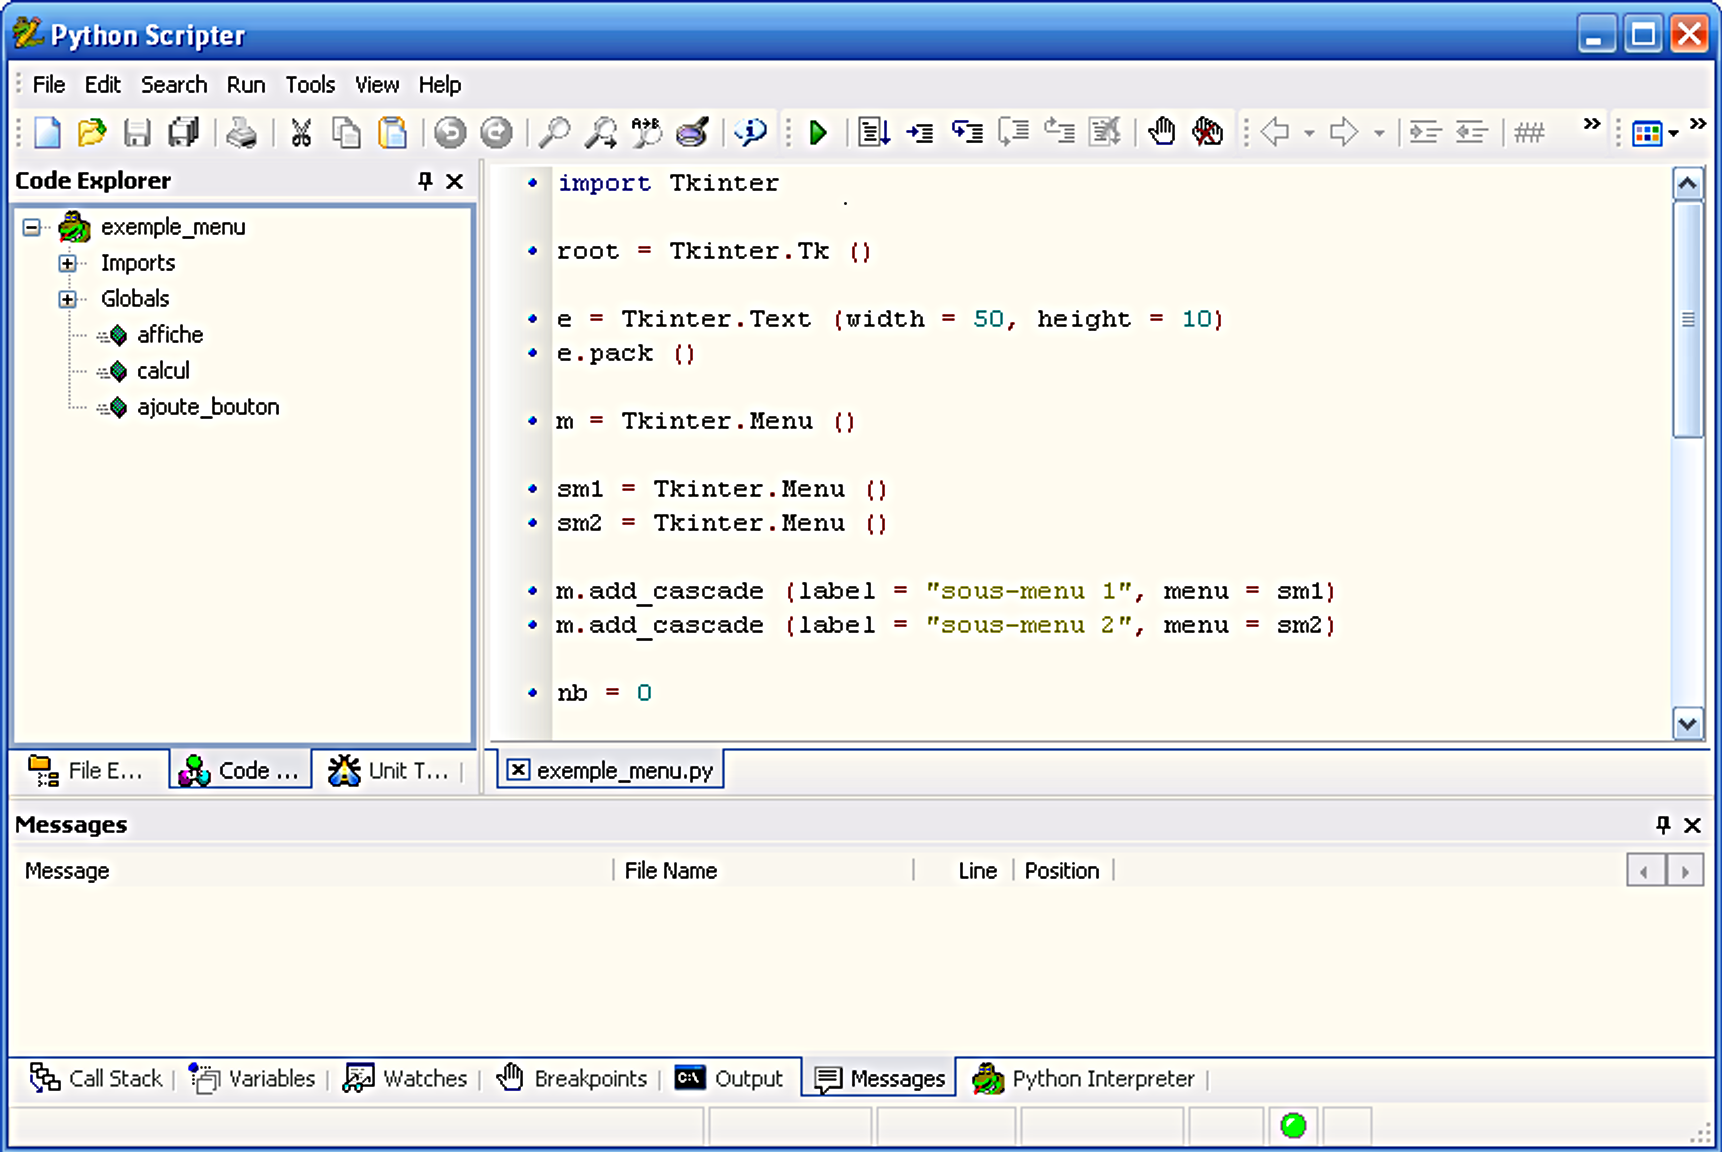 Python Scripter
File Edit Search Run Tools View Help
Code Explorer
exemple_menu
Imports
Globals
affiche
calcul
ajoute_bouton
File E...
Code ...
Unit T...
import Tkinter
root = Tkinter.Tk ()
e = Tkinter.Text (width = 50, height = 10)
e.pack ()
m = Tkinter.Menu ()
sm1 = Tkinter.Menu ()
sm2 = Tkinter.Menu ()
m.add_cascade (label = "sous-menu 1", menu = sm1)
m.add_cascade (label = "sous-menu 2", menu = sm2)
nb = 0
exemple_menu.py
Messages
Message File Name Line Position
Call Stack Variables Watches Breakpoints Output Messages Python Interpreter